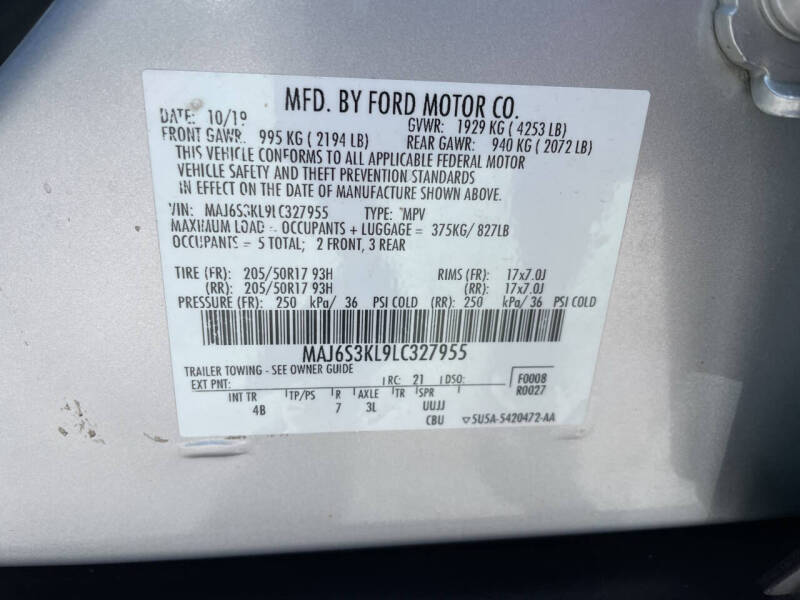 MFD. BY FORD MOTOR CO.
DATE: 10/19 GVWR: 1929 KG ( 4253 LB)
FRONT GAWR: 995 KG ( 2194 LB) REAR GAWR: 940 KG ( 2072 LB)
THIS VEHICLE CONFORMS TO ALL APPLICABLE FEDERAL MOTOR
VEHICLE SAFETY AND THEFT PREVENTION STANDARDS
IN EFFECT ON THE DATE OF MANUFACTURE SHOWN ABOVE.
VIN: MAJ6S3KL9LC327955 TYPE: MPV
MAXIMUM LOAD = OCCUPANTS + LUGGAGE = 375KG/ 827LB
OCCUPANTS = 5 TOTAL; 2 FRONT, 3 REAR
TIRE (FR): 205/50R17 93H RIMS (FR): 17x7.0J
(RR): 205/50R17 93H (RR): 17x7.0J
PRESSURE (FR): 250 kPa/ 36 PSI COLD (RR): 250 kPa/ 36 PSI COLD
MAJ6S3KL9LC327955
TRAILER TOWING - SEE OWNER GUIDE
EXT PNT: RC: 21 DSO: F0008
R0027
INT TR TP/PS R AXLE TR SPR
4B 7 3L UUJJ
CBU 5U5A-5420472-AA